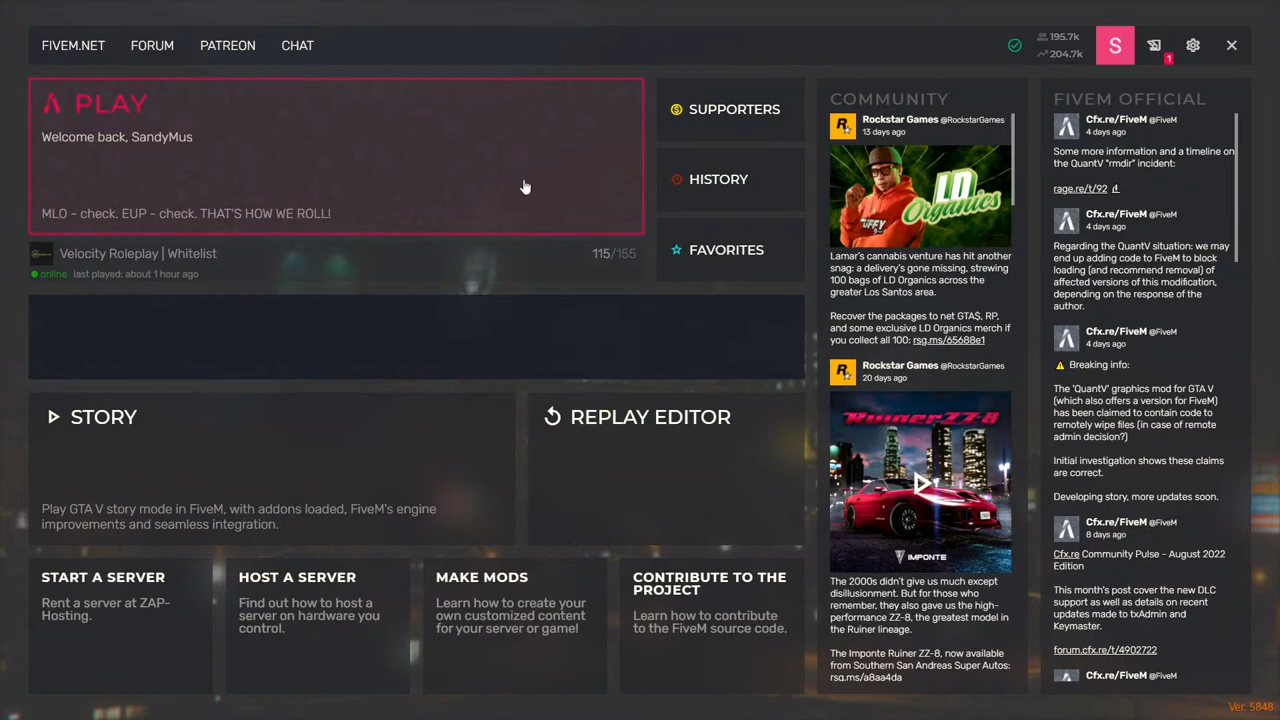 FIVEM.NET FORUM PATREON CHAT
195.7k
204.7k
S
1
PLAY
Welcome back, SandyMus
MLO - check. EUP - check. THAT'S HOW WE ROLL!
Velocity Roleplay | Whitelist 115/155
online last played: about 1 hour ago
SUPPORTERS
HISTORY
FAVORITES
STORY
Play GTA V story mode in FiveM, with addons loaded, FiveM's engine
improvements and seamless integration.
REPLAY EDITOR
START A SERVER
Rent a server at ZAP-
Hosting.
HOST A SERVER
Find out how to host a
server on hardware you
control.
MAKE MODS
Learn how to create your
own customized content
for your server or game!
CONTRIBUTE TO THE
PROJECT
Learn how to contribute
to the FiveM source code.
COMMUNITY
Rockstar Games @RockstarGames
13 days ago
LD
Organics
Lamar's cannabis venture has hit another
snag: a delivery's gone missing, strewing
100 bags of LD Organics across the
greater Los Santos area.
Recover the packages to net GTA$, RP,
and some exclusive LD Organics merch if
you collect all 100: rsg.ms/65688e1
Rockstar Games @RockstarGames
20 days ago
Ruiner ZZ-8
IMPONTE
The 2000s didn't give us much except
disillusionment. But for those who
remember, they also gave us the high-
performance ZZ-8, the greatest model in
the Ruiner lineage.
The Imponte Ruiner ZZ-8, now available
from Southern San Andreas Super Autos:
rsg.ms/a8aa4da
FIVEM OFFICIAL
Cfx.re/FiveM @FiveM
4 days ago
Some more information and a timeline on
the QuantV "rmdir" incident:
rage.re/t/92
Cfx.re/FiveM @FiveM
4 days ago
Regarding the QuantV situation: we may
end up adding code to FiveM to block
loading (and recommend removal) of
affected versions of this modification,
depending on the response of the
author.
Cfx.re/FiveM @FiveM
4 days ago
Breaking info:
The 'QuantV' graphics mod for GTA V
(which also offers a version for FiveM)
has been claimed to contain code to
remotely wipe files (in case of remote
admin decision?)
Initial investigation shows these claims
are correct.
Developing story, more updates soon.
Cfx.re/FiveM @FiveM
8 days ago
Cfx.re Community Pulse - August 2022
Edition
This month's post cover the new DLC
support as well as details on recent
updates made to txAdmin and
Keymaster.
forum.cfx.re/t/4902722
Cfx.re/FiveM @FiveM
Ver. 5848